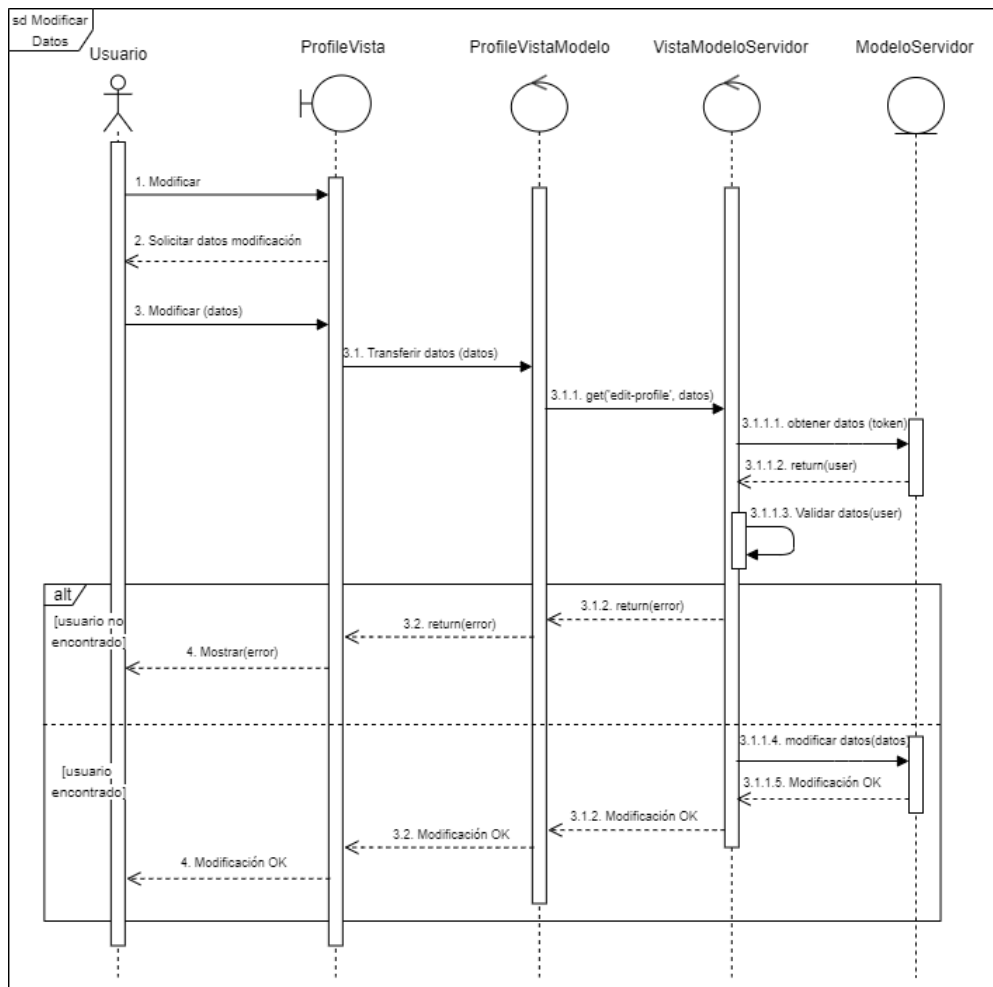 sd Modificar
Datos
Usuario
ProfileVista
ProfileVistaModelo
VistaModeloServidor
ModeloServidor
1. Modificar
2. Solicitar datos modificación
3. Modificar (datos)
3.1. Transferir datos (datos)
3.1.1. get('edit-profile', datos)
3.1.1.1. obtener datos (token)
3.1.1.2. return(user)
3.1.1.3. Validar datos(user)
alt
[usuario no
encontrado]
3.1.2. return(error)
3.2. return(error)
4. Mostrar(error)
3.1.1.4. modificar datos(datos)
[usuario
encontrado]
3.1.1.5. Modificación OK
3.1.2. Modificación OK
3.2. Modificación OK
4. Modificación OK